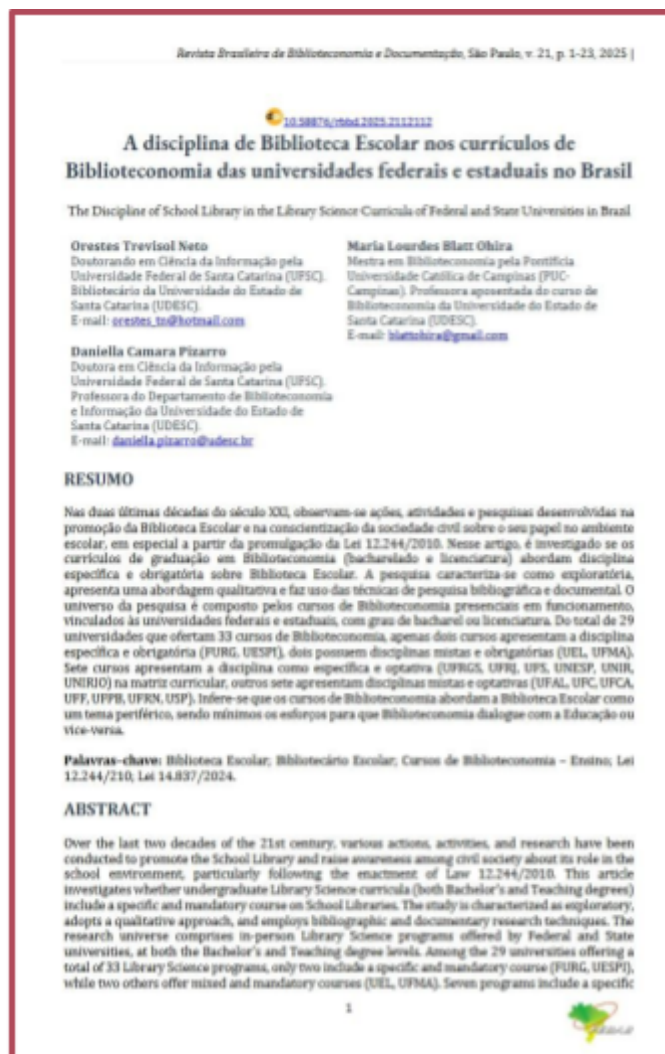 Revista Brasileira de Biblioteconomia e Documentação, São Paulo, v. 21, p. 1-23, 2025 |
A disciplina de Biblioteca Escolar nos currículos de
Biblioteconomia das universidades federais e estaduais no Brasil
The Discipline of School Library in the Library Science Curricula of Federal and State Universities in Brazil
Orestes Trevisol Neto
Doutorando em Ciência da Informação pela
Universidade Federal de Santa Catarina (UFSC).
Bibliotecário da Universidade do Estado de
Santa Catarina (UDESC).
E-mail: orestes_tn@hotmail.com
Daniella Camara Pizarro
Doutora em Ciência da Informação pela
Universidade Federal de Santa Catarina (UFSC).
Professora do Departamento de Biblioteconomia
e Informação da Universidade do Estado de
Santa Catarina (UDESC).
E-mail: daniella.pizarro@udesc.br
Maria Lourdes Blatt Ohira
Mestra em Biblioteconomia pela Pontifícia
Universidade Católica de Campinas (PUC-
Campinas). Professora aposentada do curso de
Biblioteconomia da Universidade do Estado de
Santa Catarina (UDESC).
E-mail: blattohira@gmail.com
RESUMO
Nas duas últimas décadas do século XXI, observam-se ações, atividades e pesquisas desenvolvidas na
promoção da Biblioteca Escolar e na conscientização da sociedade civil sobre o seu papel no ambiente
escolar, em especial a partir da promulgação da Lei 12.244/2010. Nesse artigo, é investigado se os
currículos de graduação em Biblioteconomia (bacharelado e licenciatura) abordam disciplina
específica e obrigatória sobre Biblioteca Escolar. A pesquisa caracteriza-se como exploratória,
apresenta uma abordagem qualitativa e faz uso das técnicas de pesquisa bibliográfica e documental. O
universo da pesquisa é composto pelos cursos de Biblioteconomia presenciais em funcionamento,
vinculados às universidades federais e estaduais, com grau de bacharel ou licenciatura. Do total de 29
universidades que ofertam 33 cursos de Biblioteconomia, apenas dois cursos apresentam a disciplina
específica e obrigatória (FURG, UESPI), dois possuem disciplinas mistas e obrigatórias (UEL, UFMA).
Sete cursos apresentam a disciplina como específica e optativa (UFRGS, UFRJ, UFS, UNESP, UNIR,
UNIRIO) na matriz curricular, outros sete apresentam disciplinas mistas e optativas (UFAL, UFC, UFCA,
UFF, UFPB, UFRN, USP). Infere-se que os cursos de Biblioteconomia abordam a Biblioteca Escolar como
um tema periférico, sendo mínimos os esforços para que Biblioteconomia dialogue com a Educação ou
vice-versa.
Palavras-chave: Biblioteca Escolar; Bibliotecário Escolar; Cursos de Biblioteconomia – Ensino; Lei
12.244/210; Lei 14.837/2024.
ABSTRACT
Over the last two decades of the 21st century, various actions, activities, and research have been
conducted to promote the School Library and raise awareness among civil society about its role in the
school environment, particularly following the enactment of Law 12.244/2010. This article
investigates whether undergraduate Library Science curricula (both Bachelor's and Teaching degrees)
include a specific and mandatory course on School Libraries. The study is characterized as exploratory,
adopts a qualitative approach, and employs bibliographic and documentary research techniques. The
research universe comprises in-person Library Science programs offered by Federal and State
universities, at both the Bachelor's and Teaching degree levels. Among the 29 universities offering a
total of 33 Library Science programs, only two include a specific and mandatory course (FURG, UESPI),
while two others offer mixed and mandatory courses (UEL, UFMA). Seven programs include a specific
1